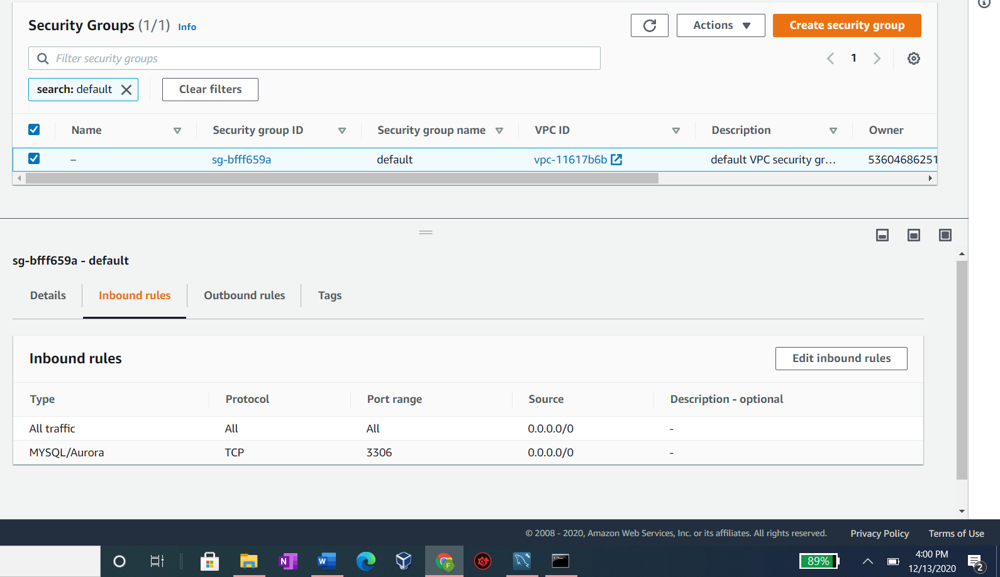 Security Groups (1/1) Info
Actions
Create security group
Filter security groups
1
search: default
Clear filters
Name Security group ID Security group name VPC ID Description Owner
– sg-bfff659a default vpc-11617b6b default VPC security gr... 53604686251
sg-bfff659a - default
Details Inbound rules Outbound rules Tags
Inbound rules
Edit inbound rules
Type Protocol Port range Source Description - optional
All traffic All All 0.0.0.0/0 -
MYSQL/Aurora TCP 3306 0.0.0.0/0 -
© 2008 - 2020, Amazon Web Services, Inc. or its affiliates. All rights reserved. Privacy Policy Terms of Use
N W F 89% 4:00 PM
12/13/2020 2